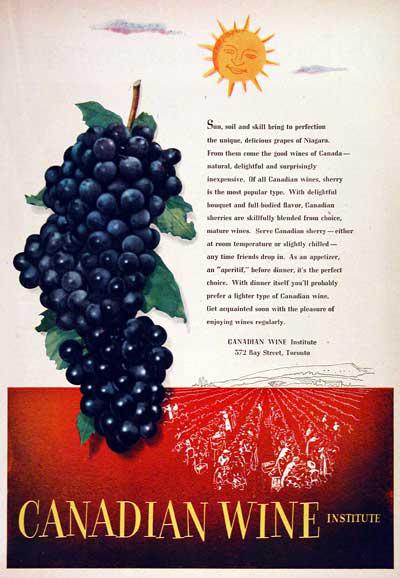 Sun, soil and skill bring to perfection
the unique, delicious grapes of Niagara.
From them come the good wines of Canada—
natural, delightful and surprisingly
inexpensive. Of all Canadian wines, sherry
is the most popular type. With delightful
bouquet and full-bodied flavor, Canadian
sherries are skillfully blended from choice,
mature wines. Serve Canadian sherry—either
at room temperature or slightly chilled—
any time friends drop in. As an appetizer,
an "aperitif," before dinner, it's the perfect
choice. With dinner itself you'll probably
prefer a lighter type of Canadian wine.
Get acquainted soon with the pleasure of
enjoying wines regularly.
CANADIAN WINE Institute
372 Bay Street, Toronto
CANADIAN WINE INSTITUTE